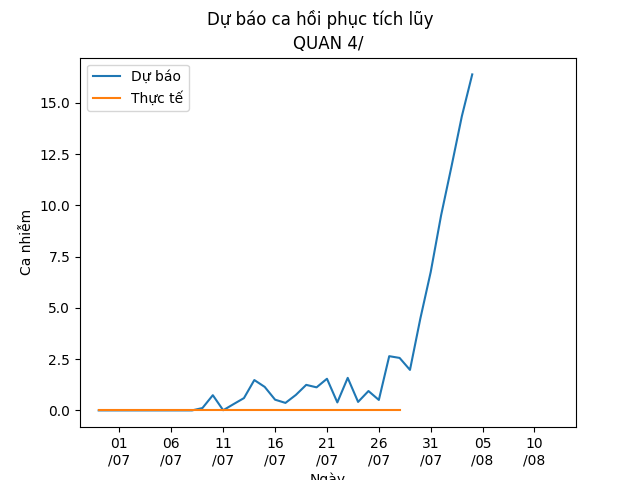 Dự báo ca hồi phục tích lũy
QUAN 4/
Dự báo
Thực tế
15.0
12.5
10.0
7.5
5.0
2.5
0.0
Ca nhiễm
01 06 11 16 21 26 31 05 10
/07 /07 /07 /07 /07 /07 /07 /08 /08
Ngày